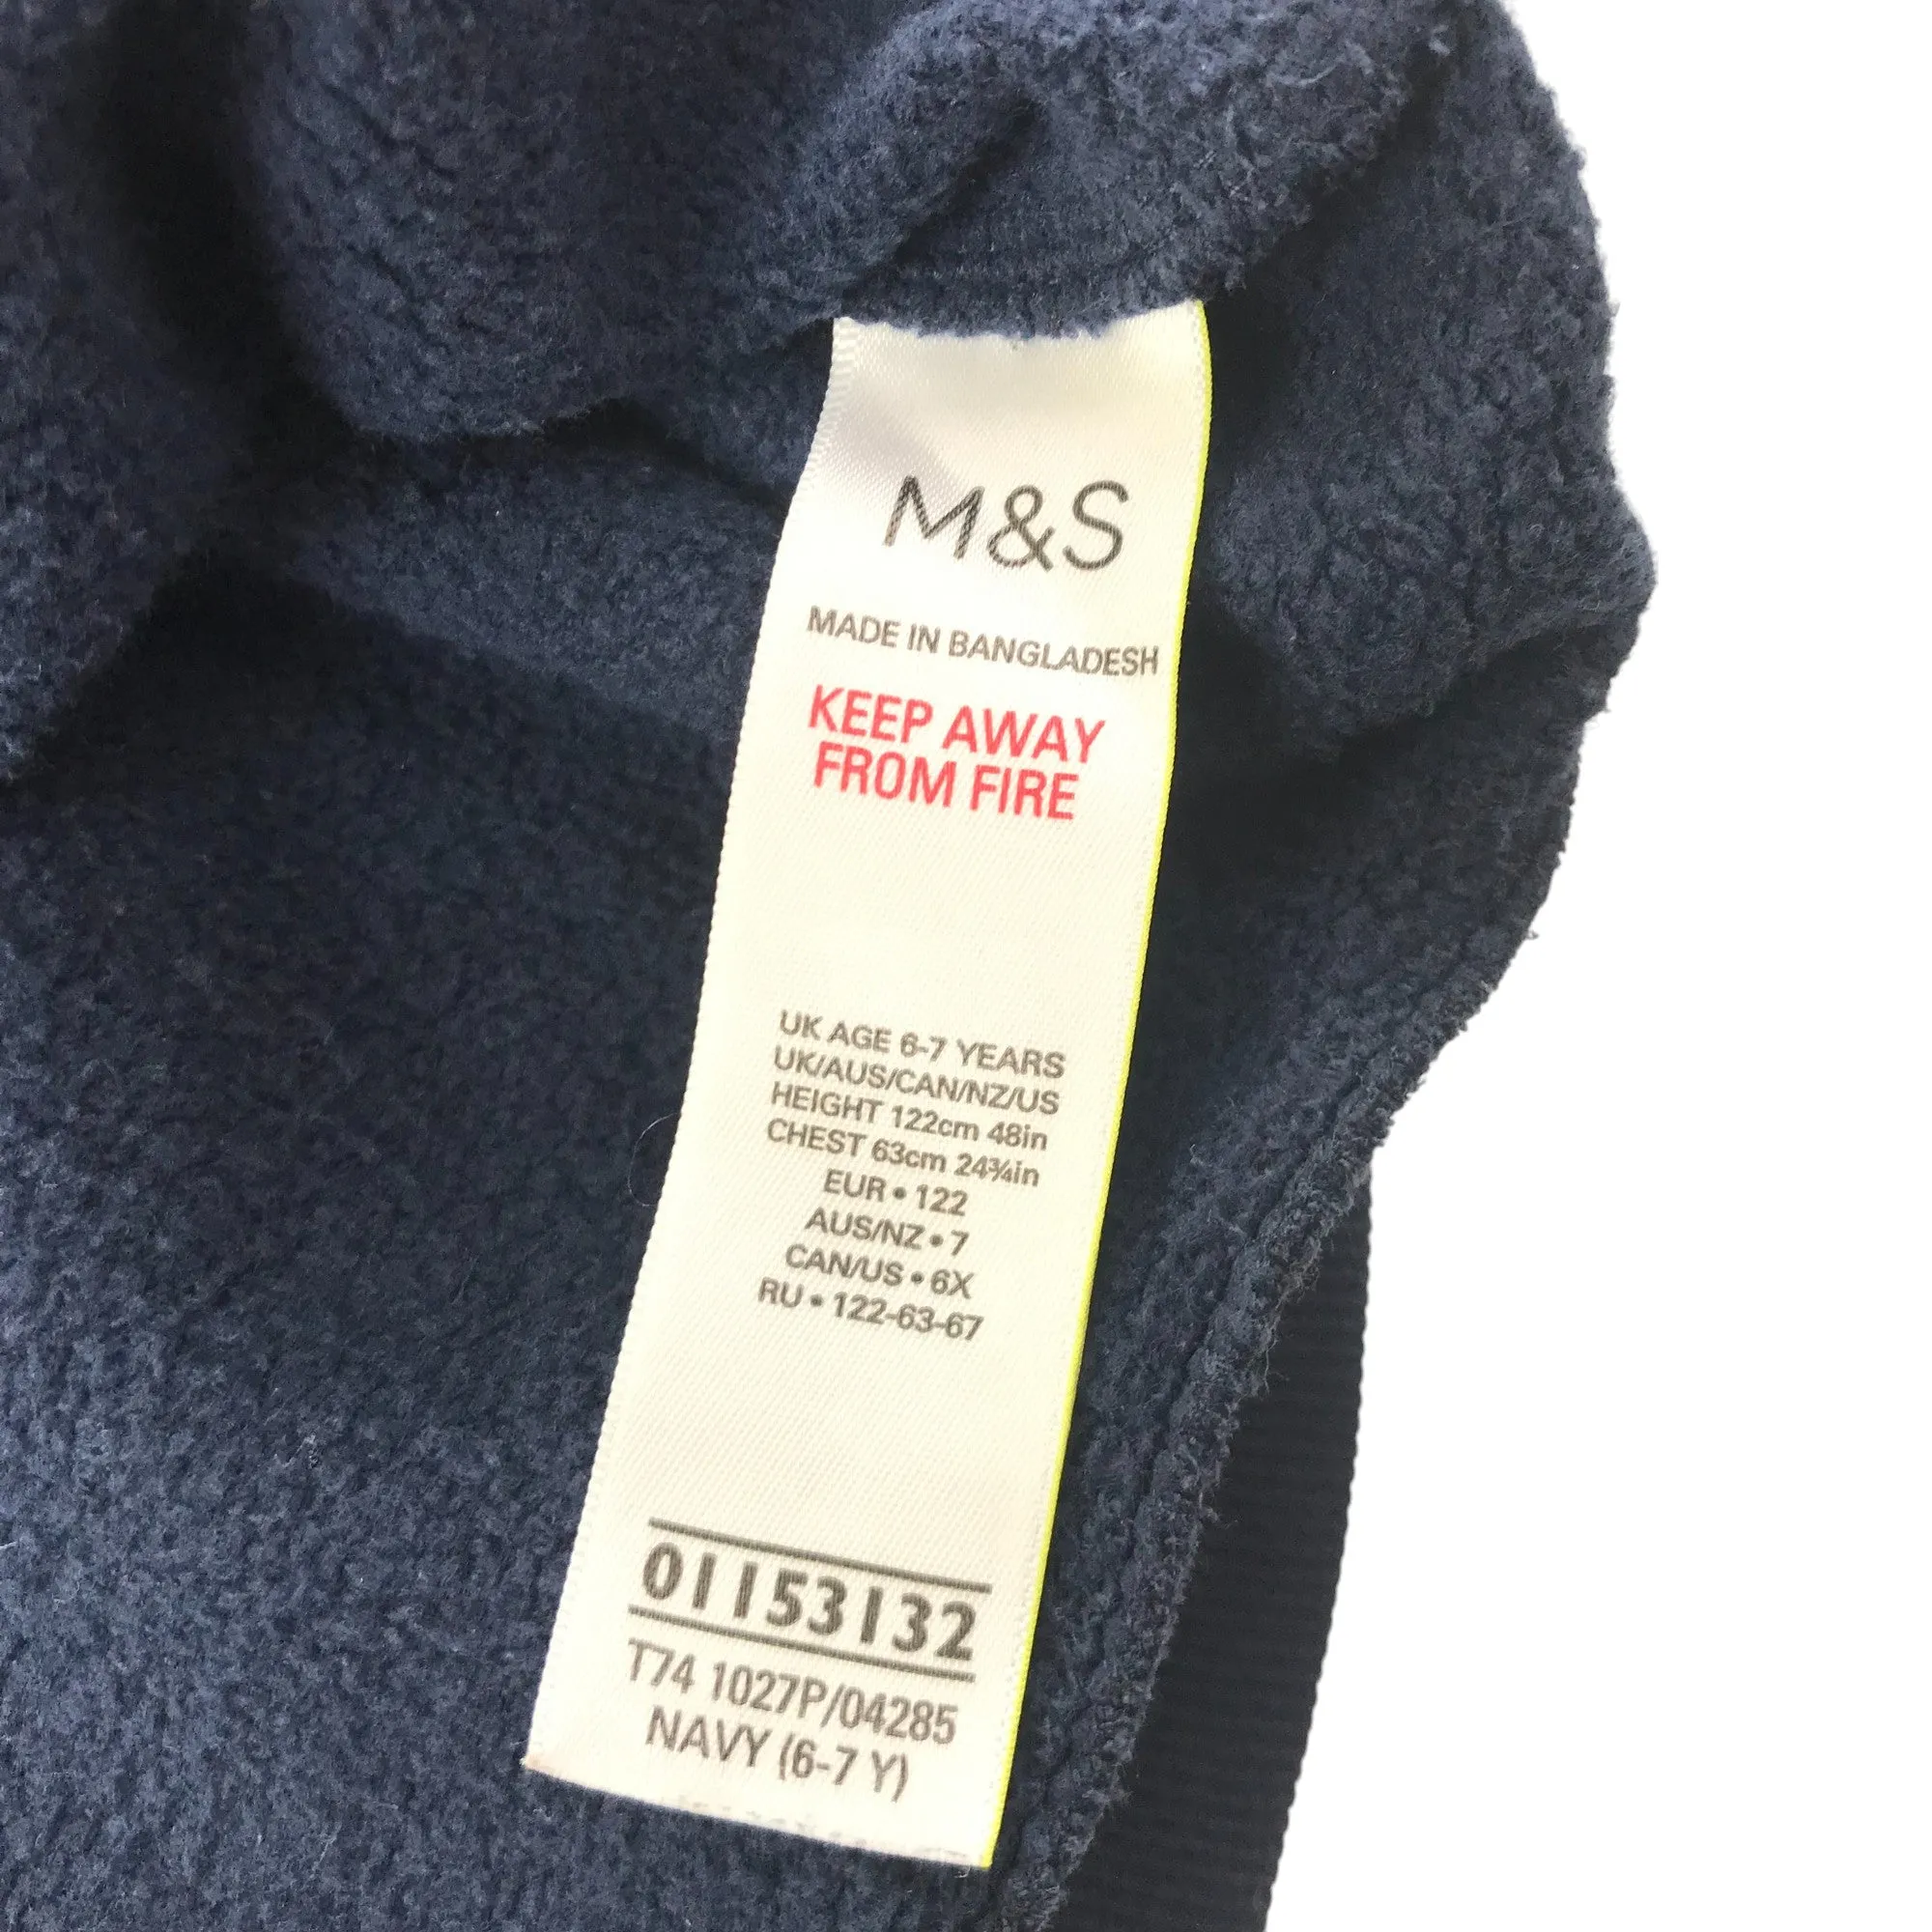 M&S
MADE IN BANGLADESH
KEEP AWAY
FROM FIRE
UK AGE 6-7 YEARS
UK/AUS/CAN/NZ/US
HEIGHT 122cm 48in
CHEST 63cm 24¾in
EUR • 122
AUS/NZ • 7
CAN/US • 6X
RU • 122-63-67
01153132
T74 1027P/04285
NAVY (6-7 Y)